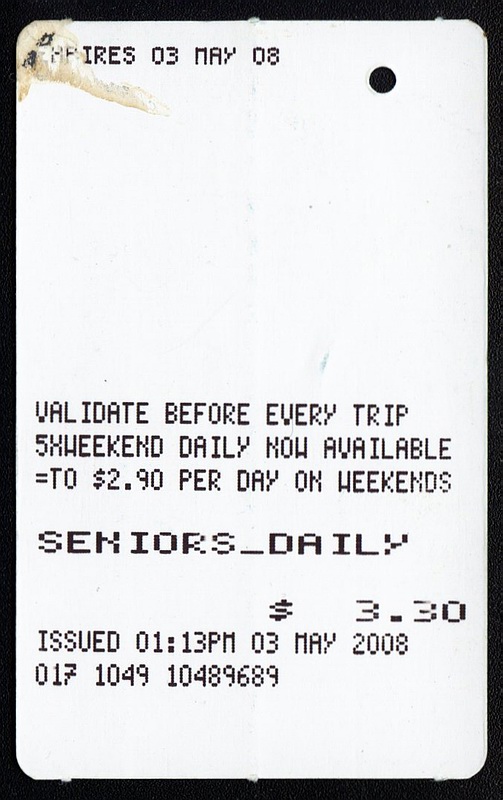 EXPIRES 03 MAY 08
VALIDATE BEFORE EVERY TRIP
5XWEEKEND DAILY NOW AVAILABLE
=TO $2.90 PER DAY ON WEEKENDS
SENIORS_DAILY
$ 3.30
ISSUED 01:13PM 03 MAY 2008
017 1049 10489689